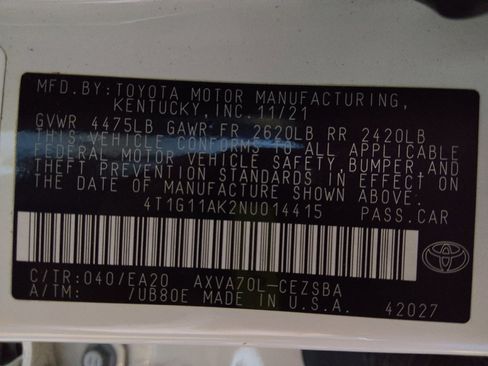 MFD.BY:TOYOTA MOTOR MANUFACTURING,
KENTUCKY, INC.11/21
GVWR 4475LB GAWR-FR 2620LB RR 2420LB
THIS VEHICLE CONFORMS TO ALL APPLICABLE
FEDERAL MOTOR VEHICLE SAFETY,BUMPER,AND
THEFT PREVENTION STANDARDS IN EFFECT ON
THE DATE OF MANUFACTURE SHOWN ABOVE.
4T1G11AK2NU014415 PASS.CAR
C/TR:040/EA20 AXVA70L-CEZSBA
A/TM: /UB80E MADE IN U.S.A. 42027
TOYOTA